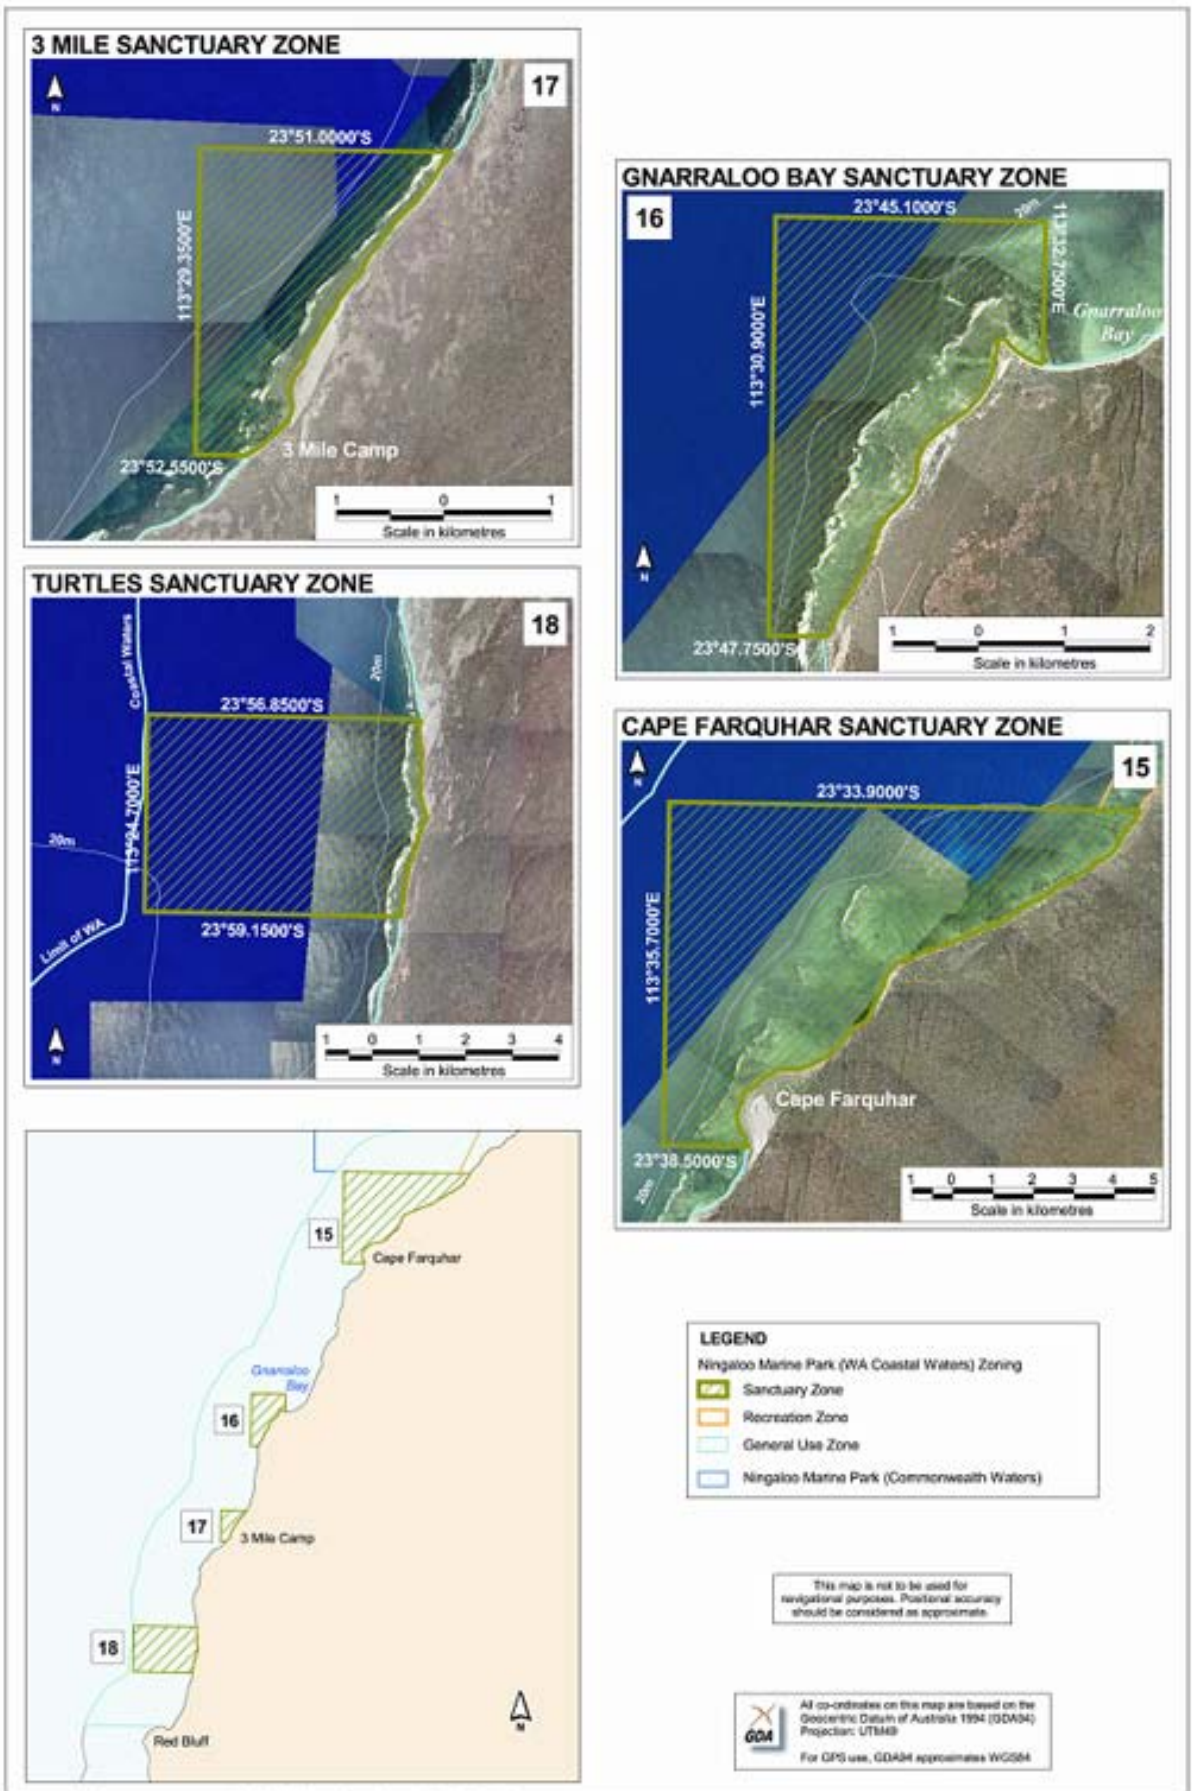 3 MILE SANCTUARY ZONE
17
N
23°51.0000'S
113°29.3500'E
23°52.5500'S
3 Mile Camp
1 0 1
Scale in kilometres
GNARRALOO BAY SANCTUARY ZONE
16
23°45.1000'S
20m
113°32.7500'E
113°30.9000'E
Gnarraloo
Bay
N
23°47.7500'S
1 0 1 2
Scale in kilometres
TURTLES SANCTUARY ZONE
18
Coastal Waters
20m
23°56.8500'S
113°24.7000'E
20m
23°59.1500'S
Limit of WA
N
1 0 1 2 3 4
Scale in kilometres
CAPE FARQUHAR SANCTUARY ZONE
15
N
23°33.9000'S
113°35.7000'E
Cape Farquhar
23°38.5000'S
20m
1 0 1 2 3 4 5
Scale in kilometres
15
Cape Farquhar
Gnarraloo
Bay
16
17
3 Mile Camp
18
Red Bluff
N
LEGEND
Ningaloo Marine Park (WA Coastal Waters) Zoning
Sanctuary Zone
Recreation Zone
General Use Zone
Ningaloo Marine Park (Commonwealth Waters)
This map is not to be used for
navigational purposes. Positional accuracy
should be considered as approximate.
GDA
All co-ordinates on this map are based on the
Geocentric Datum of Australia 1994 (GDA94)
Projection: UTM49
For GPS use, GDA94 approximates WGS84